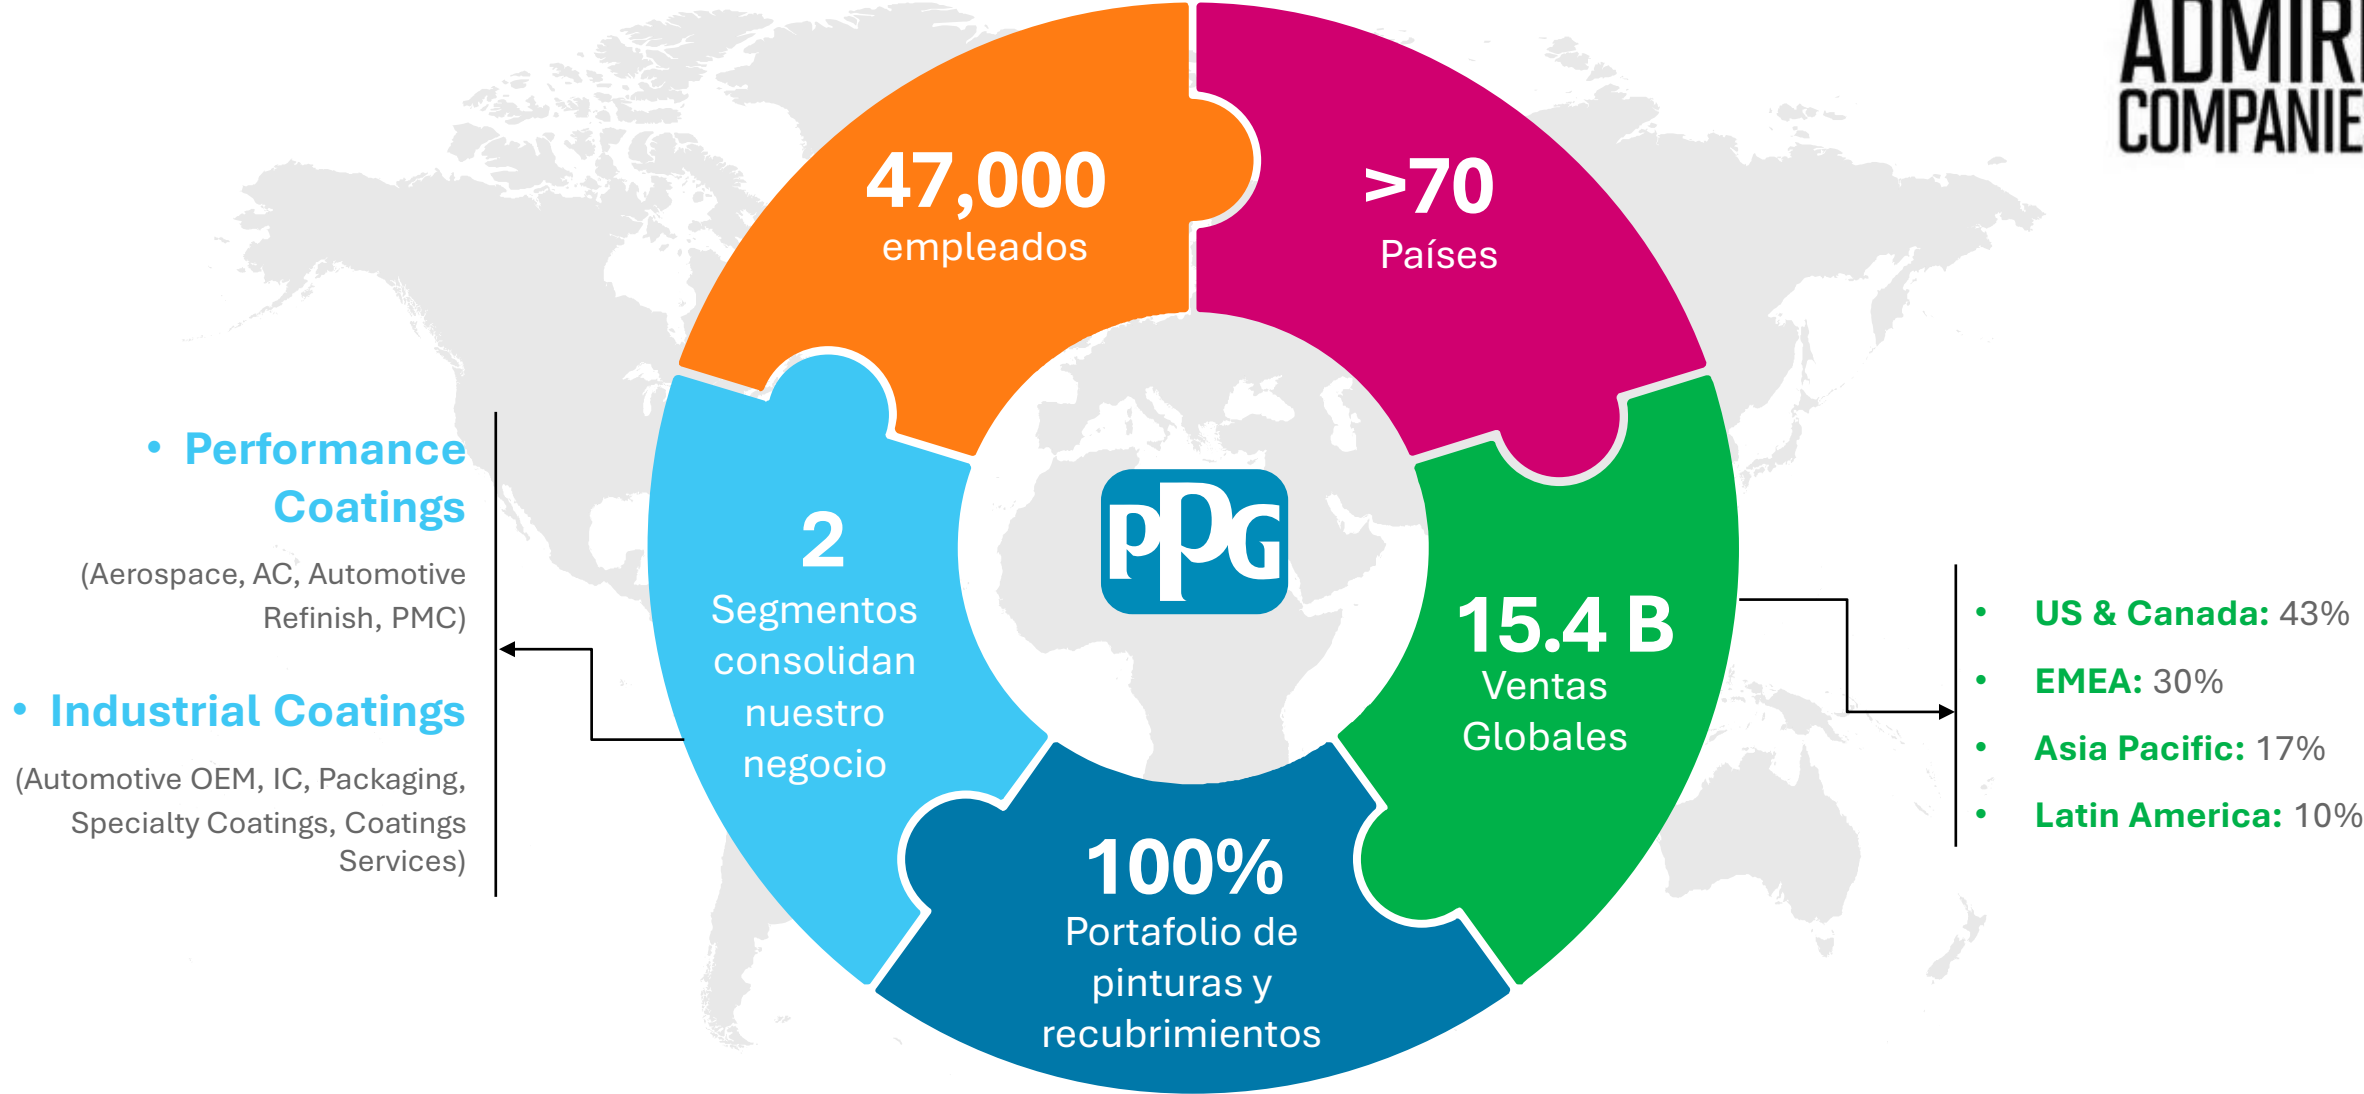 ADMIR
COMPANIE
47,000
empleados
>70
Países
• Performance
Coatings
(Aerospace, AC, Automotive
Refinish, PMC)
• Industrial Coatings
(Automotive OEM, IC, Packaging,
Specialty Coatings, Coatings
Services)
2
Segmentos
consolidan
nuestro
negocio
PPG
15.4 B
Ventas
Globales
• US & Canada: 43%
• EMEA: 30%
• Asia Pacific: 17%
• Latin America: 10%
100%
Portafolio de
pinturas y
recubrimientos